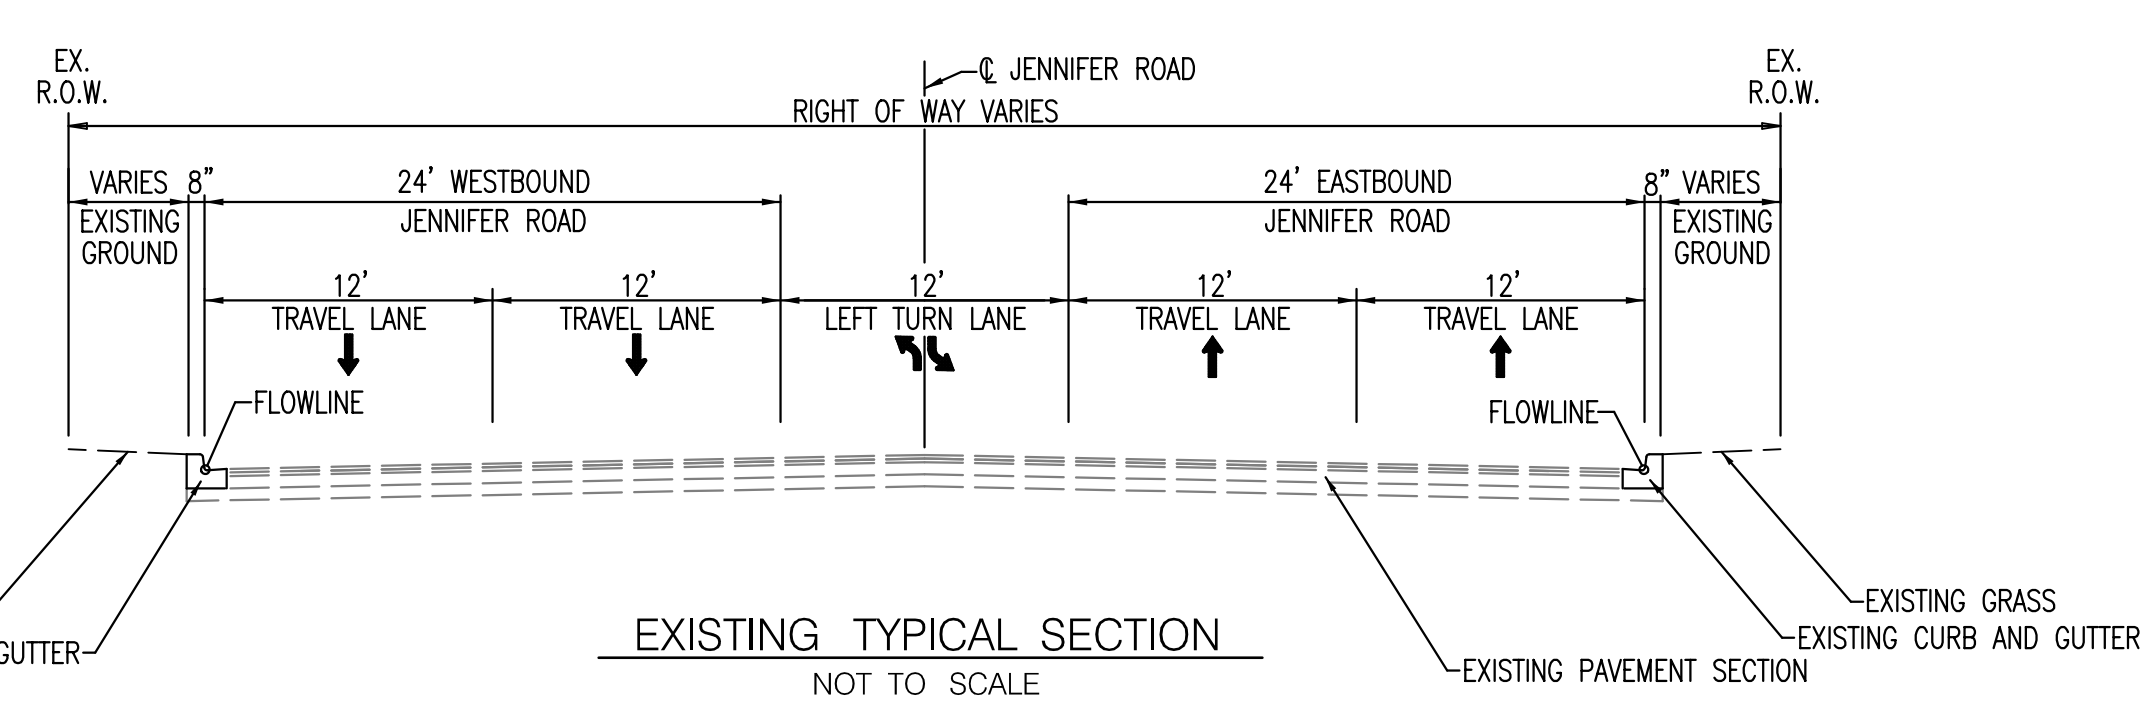 EX.
R.O.W.
℄ JENNIFER ROAD
EX.
R.O.W.
RIGHT OF WAY VARIES
VARIES 8”
24' WESTBOUND
24' EASTBOUND
8” VARIES
EXISTING
GROUND
JENNIFER ROAD
JENNIFER ROAD
EXISTING
GROUND
12'
12'
12'
12'
12'
TRAVEL LANE
TRAVEL LANE
LEFT TURN LANE
TRAVEL LANE
TRAVEL LANE
FLOWLINE
FLOWLINE
EXISTING GRASS
EXISTING CURB AND GUTTER
GUTTER
EXISTING PAVEMENT SECTION
EXISTING TYPICAL SECTION
NOT TO SCALE